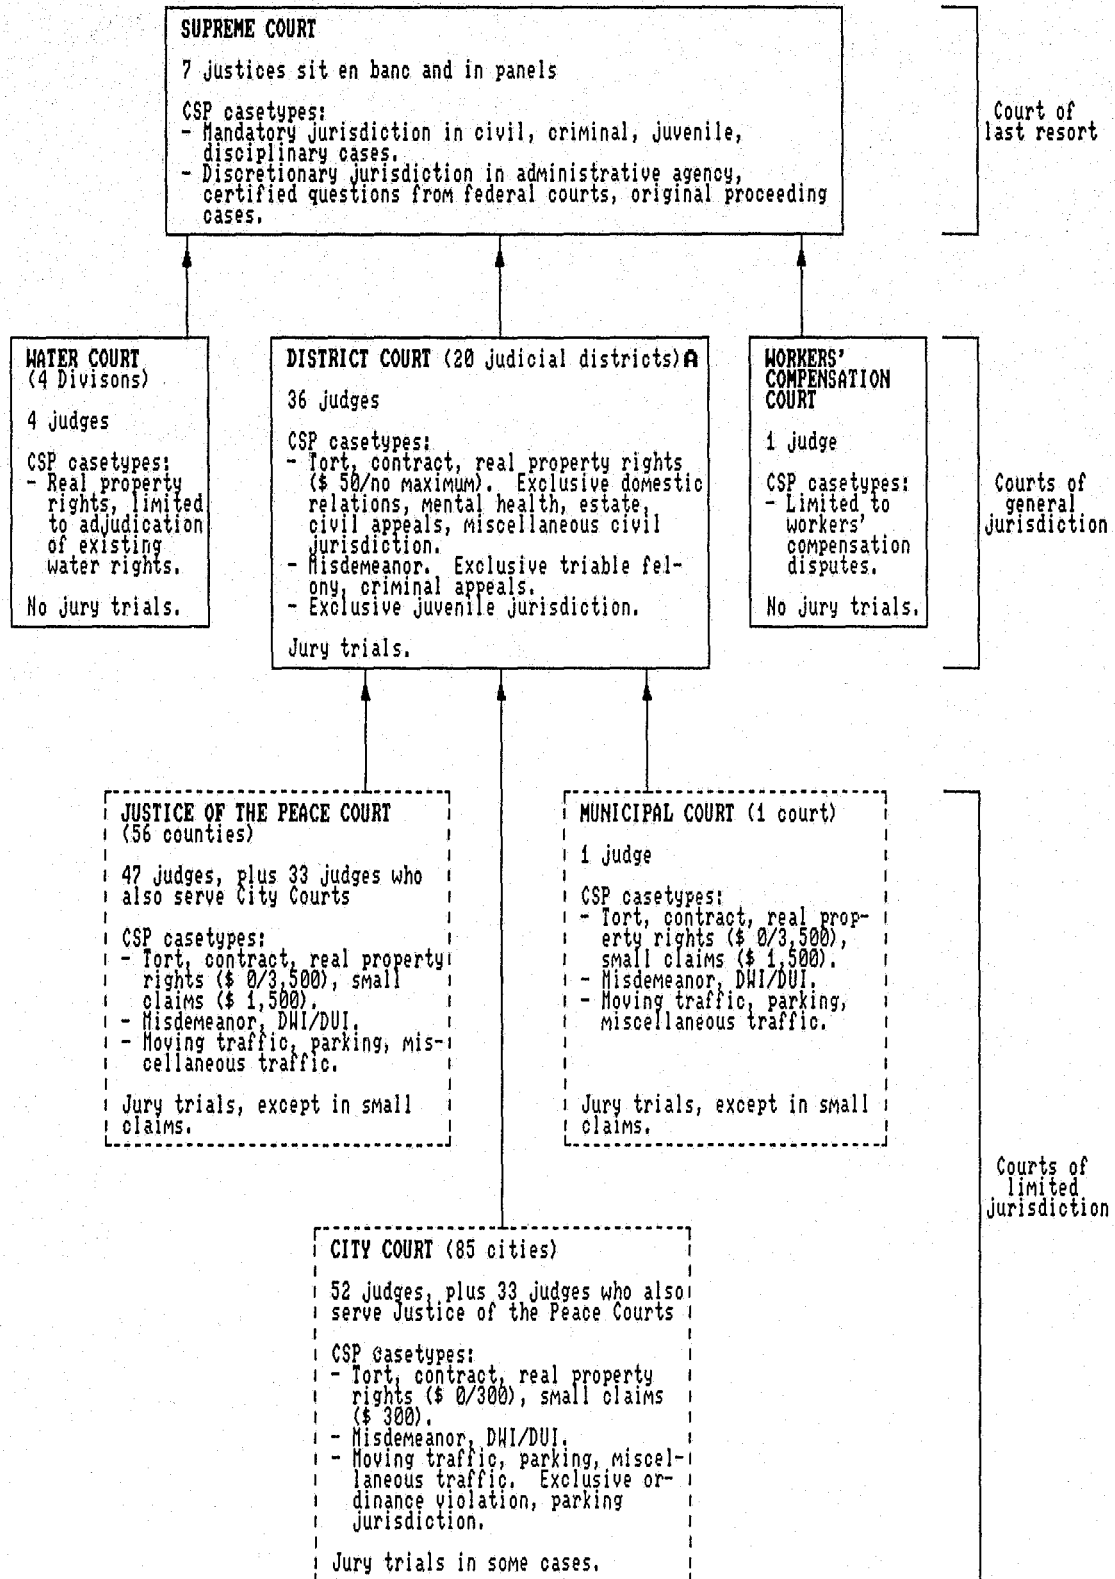 SUPREME COURT
7 justices sit en banc and in panels
CSP casetypes:
- Mandatory jurisdiction in civil, criminal, juvenile,
disciplinary cases.
- Discretionary jurisdiction in administrative agency,
certified questions from federal courts, original proceeding
cases.
Court of
last resort
WATER COURT
(4 Divisons)
4 judges
CSP casetypes:
- Real property
rights, limited
to adjudication
of existing
water rights.
No jury trials.
DISTRICT COURT (20 judicial districts) A
36 judges
CSP casetypes:
- Tort, contract, real property rights
($ 50/no maximum). Exclusive domestic
relations, mental health, estate,
civil appeals, miscellaneous civil
jurisdiction.
- Misdemeanor. Exclusive triable fel-
ony, criminal appeals.
- Exclusive juvenile jurisdiction.
Jury trials.
WORKERS'
COMPENSATION
COURT
1 judge
CSP casetypes:
- Limited to
workers'
compensation
disputes.
No jury trials.
Courts of
general
jurisdiction
JUSTICE OF THE PEACE COURT
(56 counties)
47 judges, plus 33 judges who
also serve City Courts
CSP casetypes:
- Tort, contract, real property
rights ($ 0/3,500), small
claims ($ 1,500).
- Misdemeanor, DWI/DUI.
- Moving traffic, parking, mis-
cellaneous traffic.
Jury trials, except in small
claims.
MUNICIPAL COURT (1 court)
1 judge
CSP casetypes:
- Tort, contract, real prop-
erty rights ($ 0/3,500),
small claims ($ 1,500).
- Misdemeanor, DWI/DUI.
- Moving traffic, parking,
miscellaneous traffic.
Jury trials, except in small
claims.
Courts of
limited
jurisdiction
CITY COURT (85 cities)
52 judges, plus 33 judges who also
serve Justice of the Peace Courts
CSP casetypes:
- Tort, contract, real property
rights ($ 0/300), small claims
($ 300).
- Misdemeanor, DWI/DUI.
- Moving traffic, parking, miscel-
laneous traffic. Exclusive or-
dinance violation, parking
jurisdiction.
Jury trials in some cases.